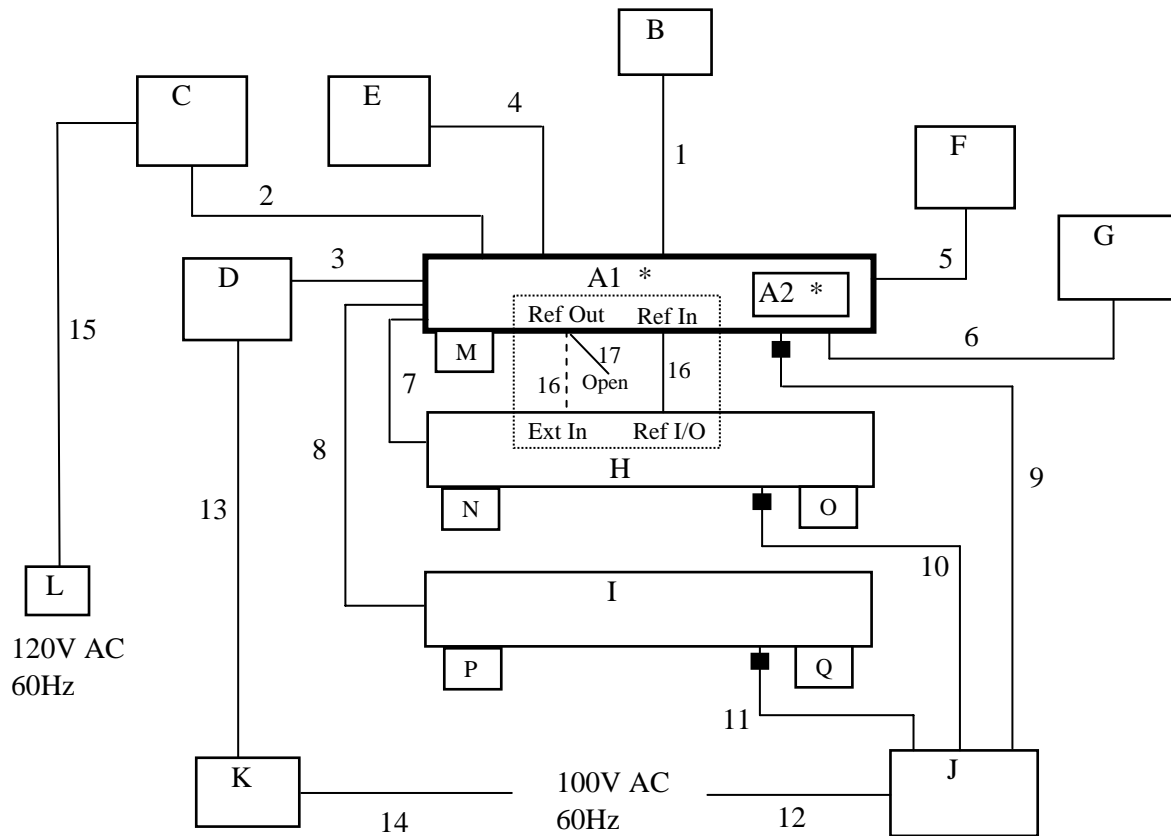 B
C
E
4
F
1
2
G
3
A1 *
5
D
A2 *
Ref Out
Ref In
15
M
17
6
16
Open
16
7
8
Ext In
Ref I/O
H
9
13
N
O
10
L
I
120V AC
60Hz
P
Q
11
K
100V AC
60Hz
J
14
12